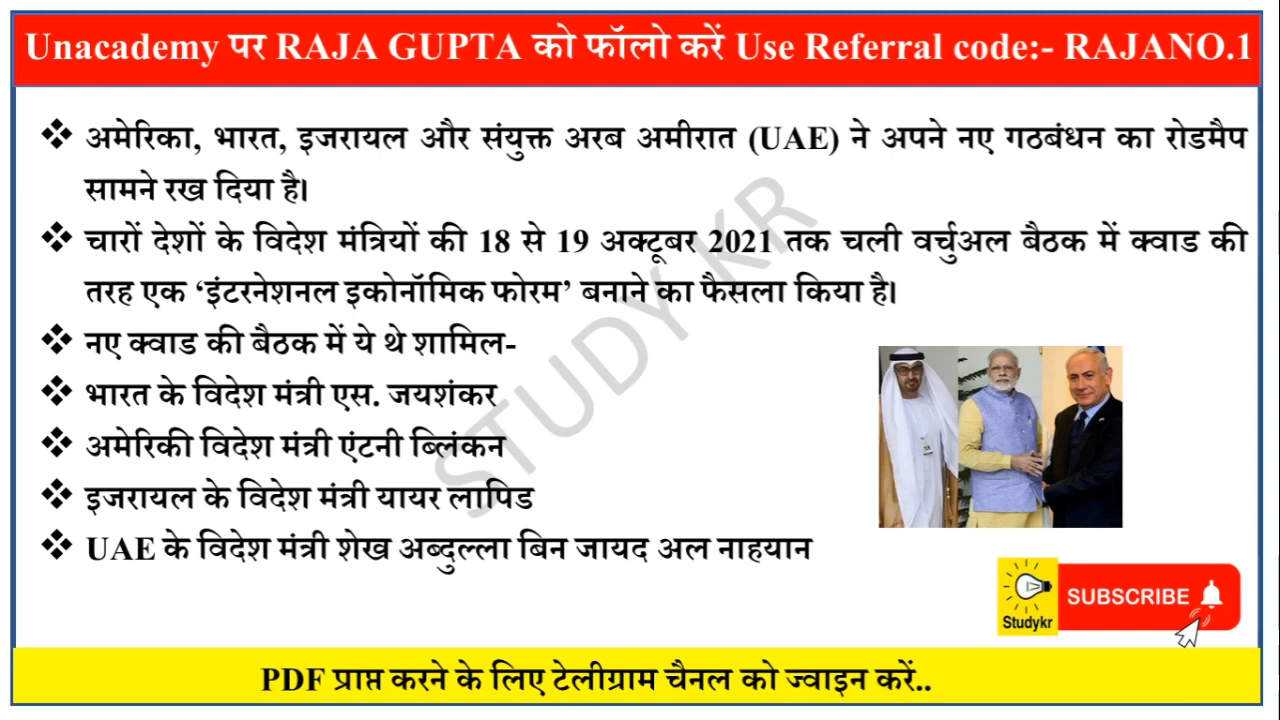 Unacademy पर RAJA GUPTA को फॉलो करें Use Referral code:- RAJANO.1
❖ अमेरिका, भारत, इजरायल और संयुक्त अरब अमीरात (UAE) ने अपने नए गठबंधन का रोडमैप
सामने रख दिया है।
❖ चारों देशों के विदेश मंत्रियों की 18 से 19 अक्टूबर 2021 तक चली वर्चुअल बैठक में क्वाड की
तरह एक ‘इंटरनेशनल इकोनॉमिक फोरम’ बनाने का फैसला किया है।
❖ नए क्वाड की बैठक में ये थे शामिल-
❖ भारत के विदेश मंत्री एस. जयशंकर
❖ अमेरिकी विदेश मंत्री एंटनी ब्लिंकन
❖ इजरायल के विदेश मंत्री यायर लापिड
❖ UAE के विदेश मंत्री शेख अब्दुल्ला बिन जायद अल नाहयान
STUDY KR
SUBSCRIBE
Studykr
PDF प्राप्त करने के लिए टेलीग्राम चैनल को ज्वाइन करें..